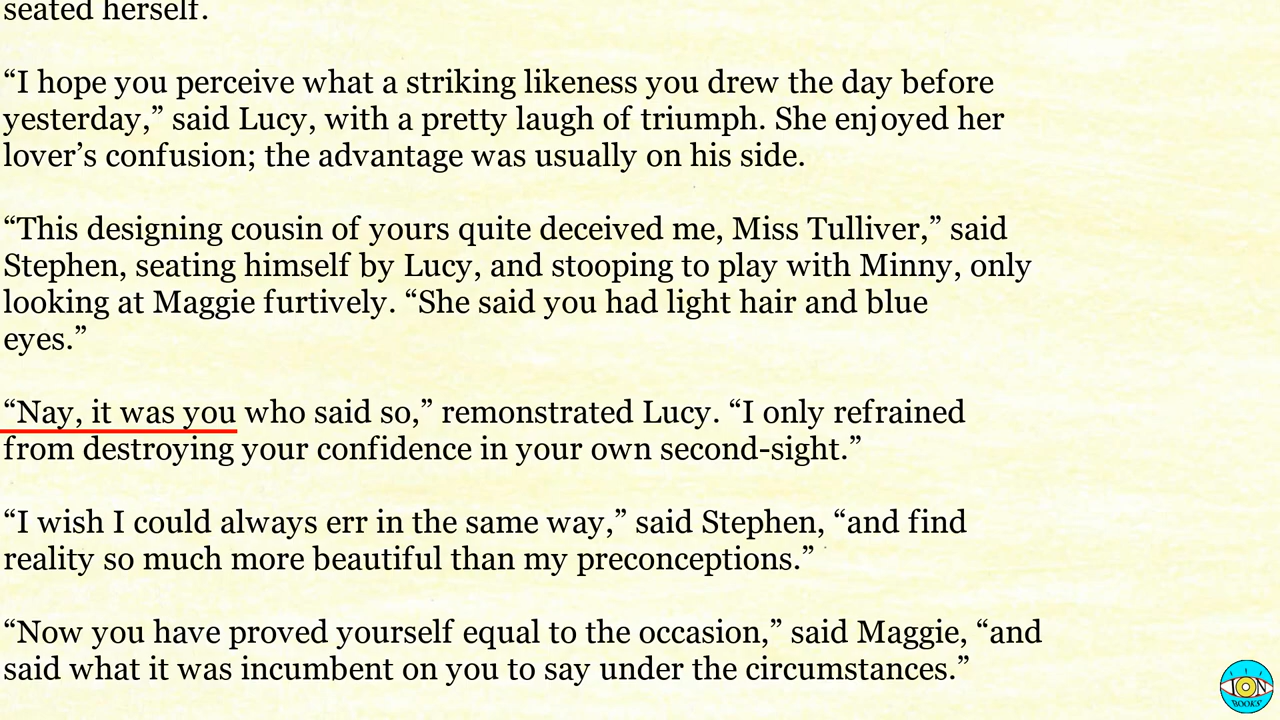 seated herself.
“I hope you perceive what a striking likeness you drew the day before
yesterday,” said Lucy, with a pretty laugh of triumph. She enjoyed her
lover’s confusion; the advantage was usually on his side.
“This designing cousin of yours quite deceived me, Miss Tulliver,” said
Stephen, seating himself by Lucy, and stooping to play with Minny, only
looking at Maggie furtively. “She said you had light hair and blue
eyes.”
“Nay, it was you who said so,” remonstrated Lucy. “I only refrained
from destroying your confidence in your own second-sight.”
“I wish I could always err in the same way,” said Stephen, “and find
reality so much more beautiful than my preconceptions.”
“Now you have proved yourself equal to the occasion,” said Maggie, “and
said what it was incumbent on you to say under the circumstances.”
ION
BOOKS